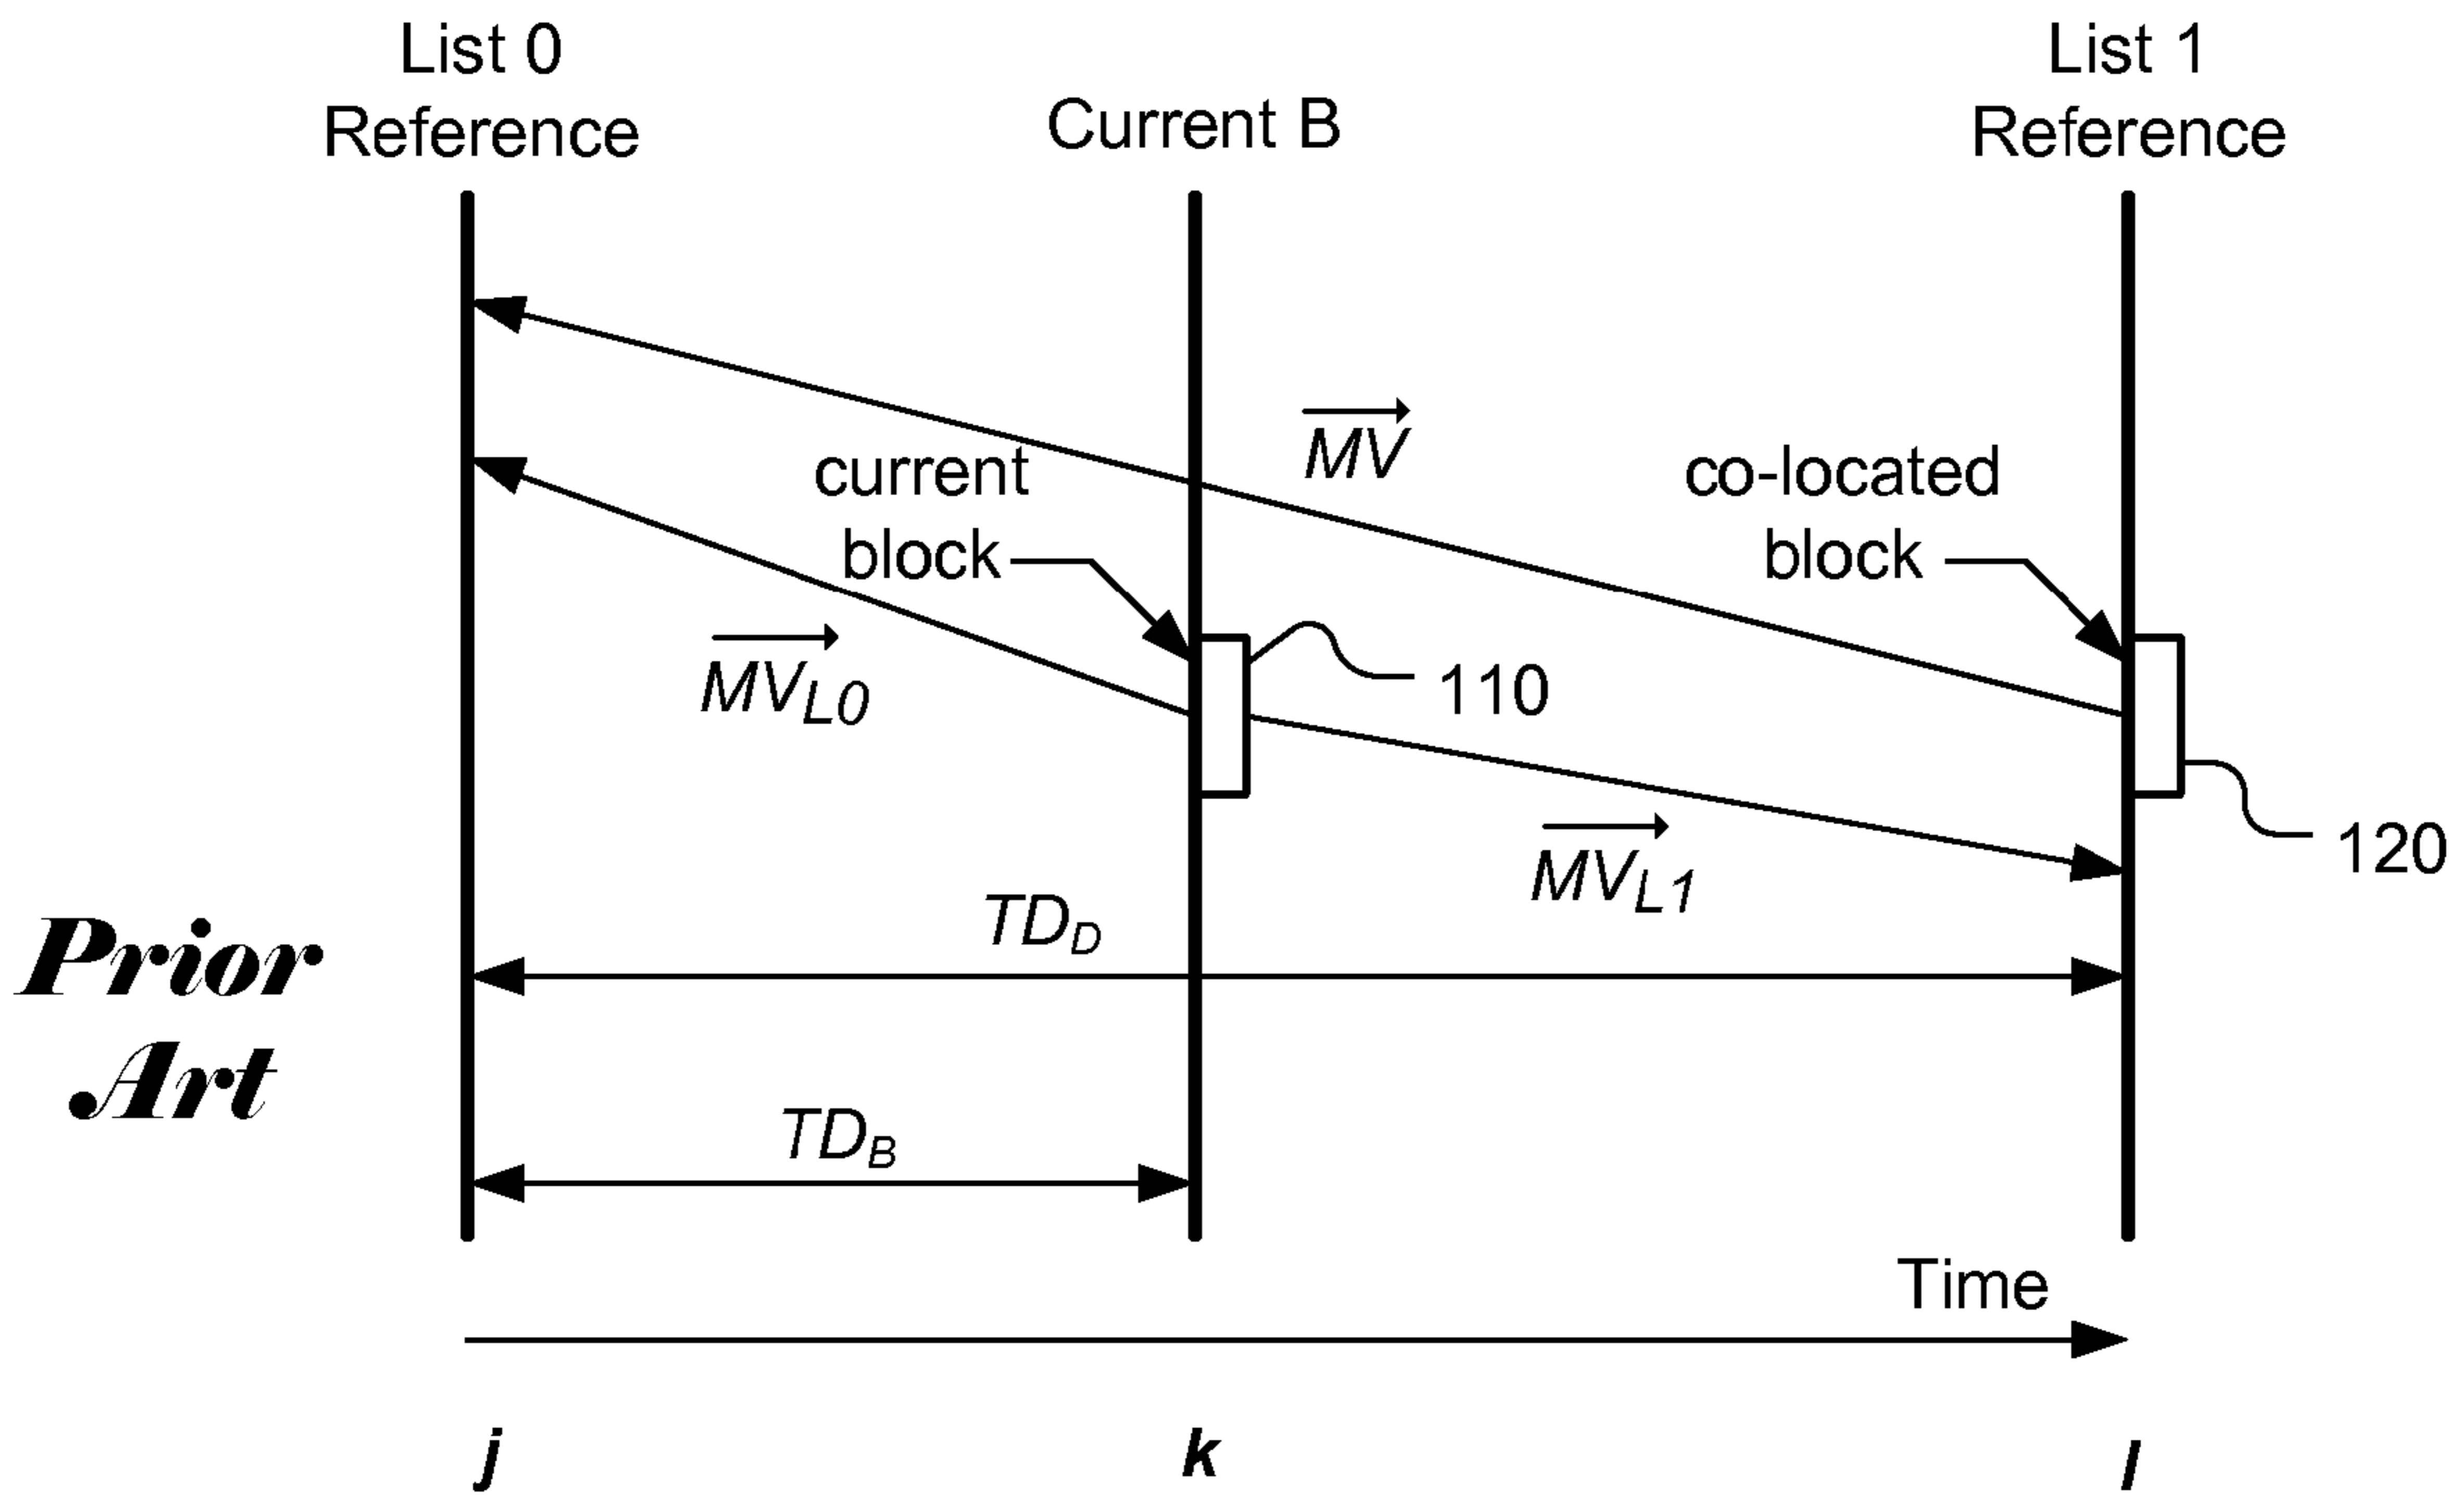 List 0
Reference
Current B
List 1
Reference
MV
current
block
co-located
block
MVL0
110
MVL1
120
TDD
Prior
Art
TDB
Time
j
k
l